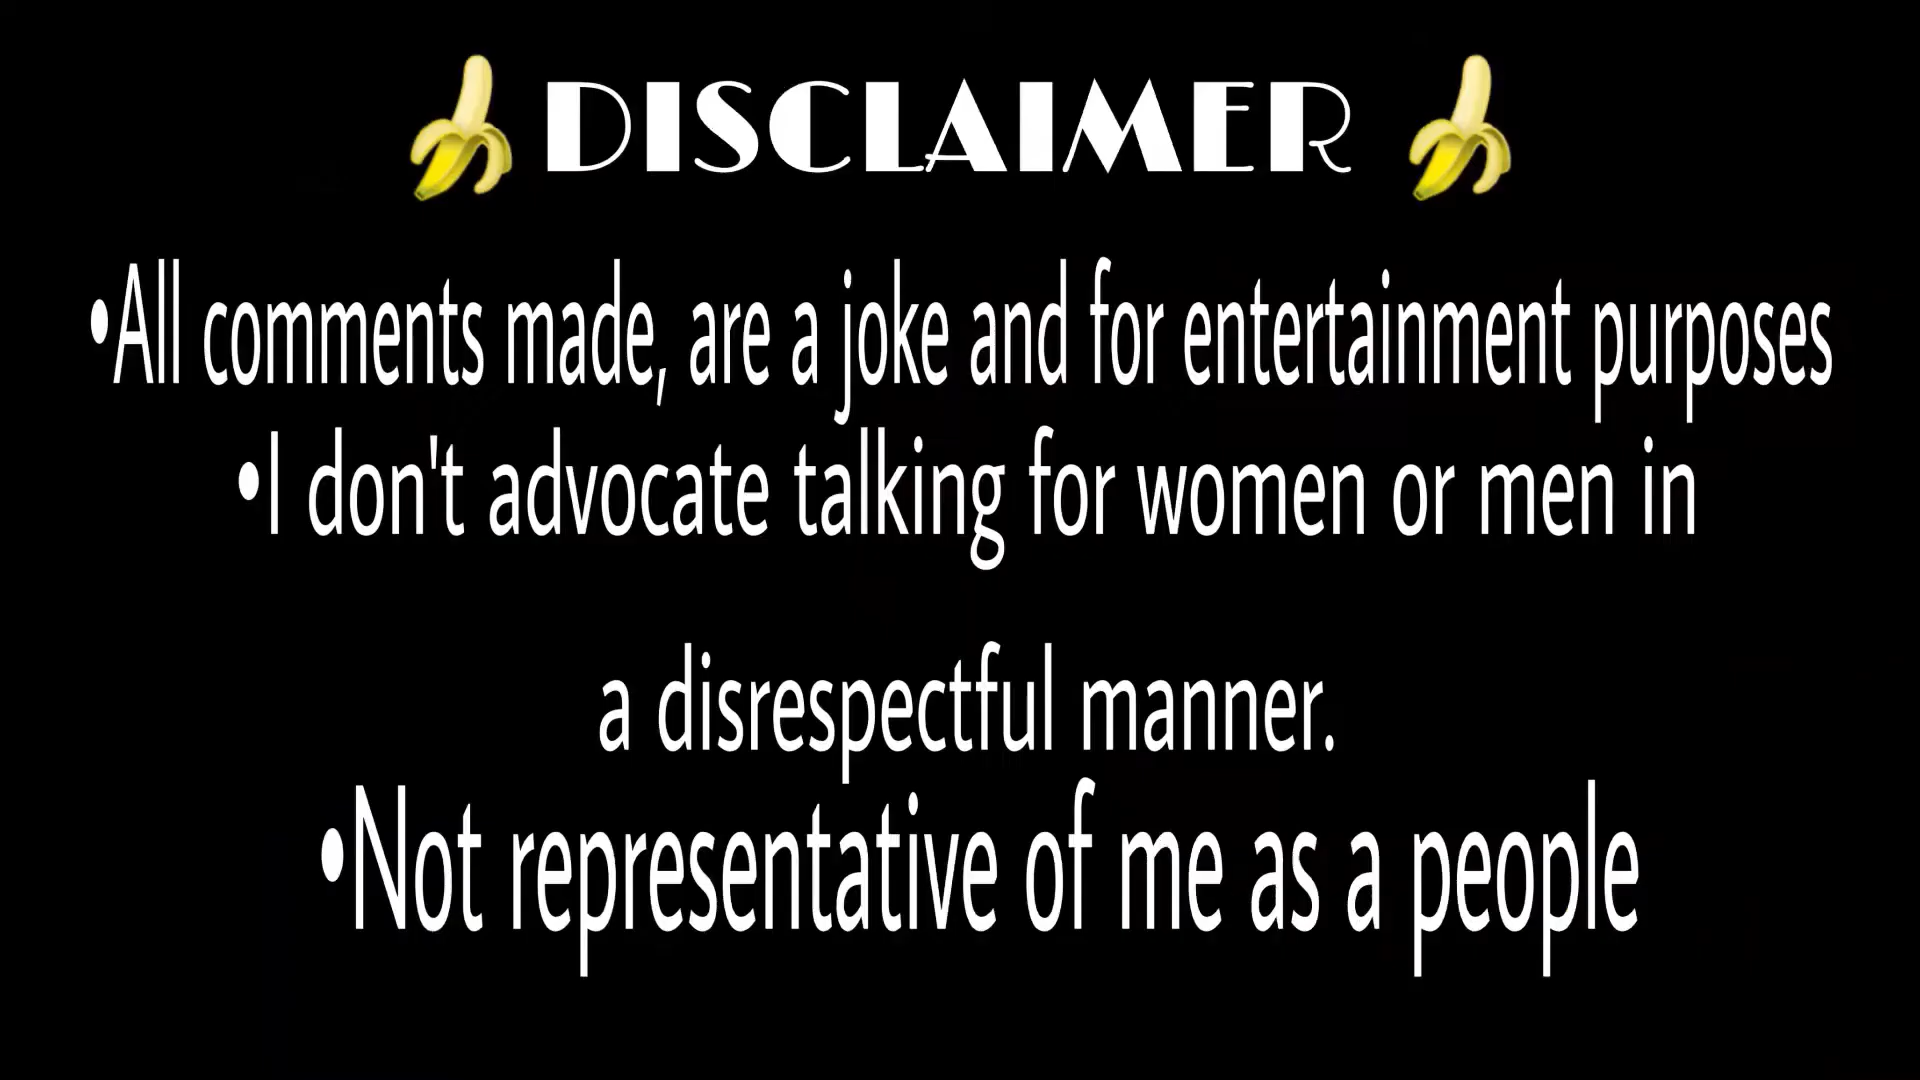 🍌 DISCLAIMER 🍌
•All comments made, are a joke and for entertainment purposes
•I don't advocate talking for women or men in
a disrespectful manner.
•Not representative of me as a people